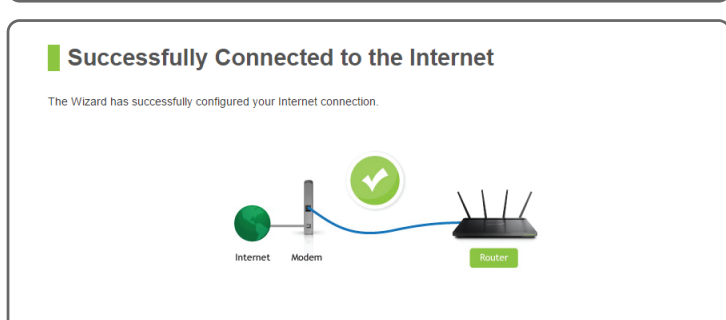 Successfully Connected to the Internet
The Wizard has successfully configured your Internet connection.
Internet Modem Router